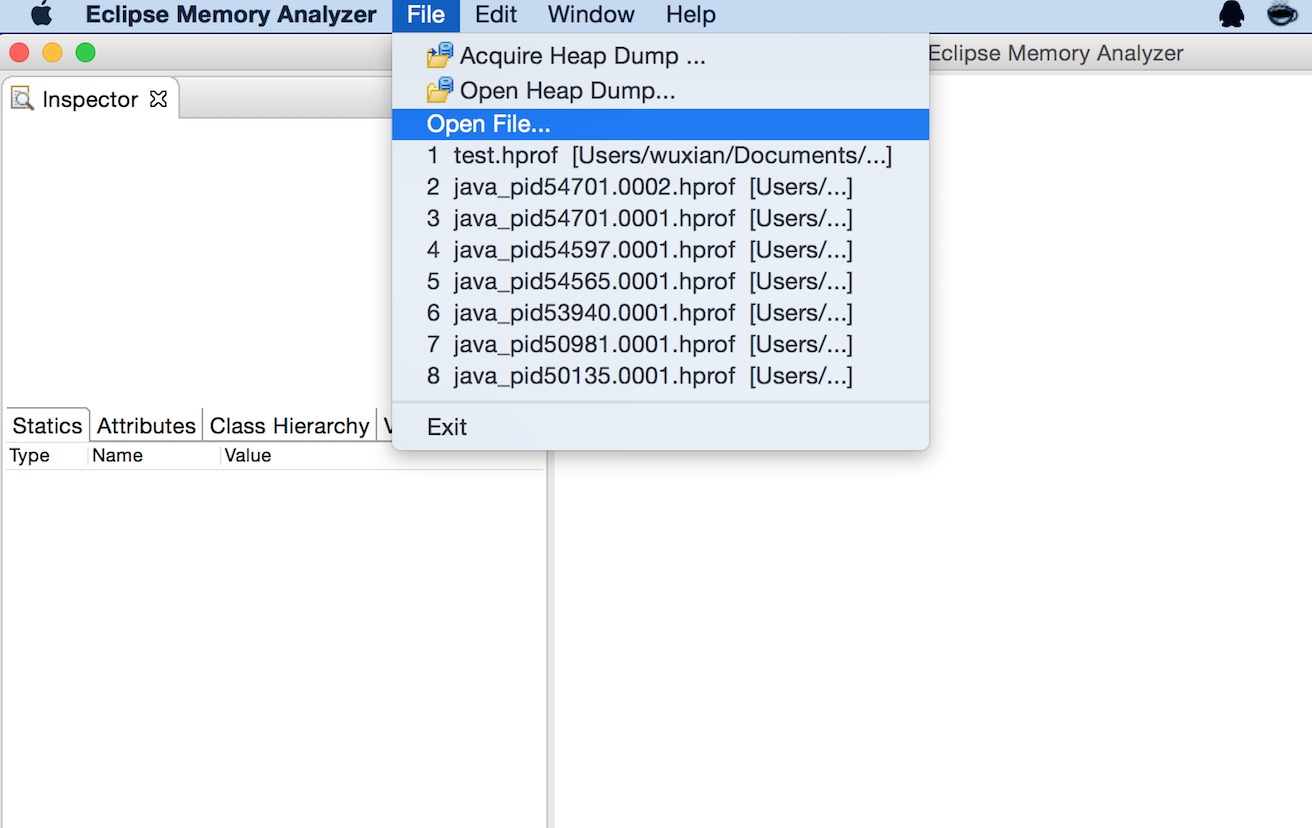 Eclipse Memory Analyzer File Edit Window Help
Eclipse Memory Analyzer
Inspector
Acquire Heap Dump ...
Open Heap Dump...
Open File...
1 test.hprof [Users/wuxian/Documents/...]
2 java_pid54701.0002.hprof [Users/...]
3 java_pid54701.0001.hprof [Users/...]
4 java_pid54597.0001.hprof [Users/...]
5 java_pid54565.0001.hprof [Users/...]
6 java_pid53940.0001.hprof [Users/...]
7 java_pid50981.0001.hprof [Users/...]
8 java_pid50135.0001.hprof [Users/...]
Exit
Statics Attributes Class Hierarchy
Type Name Value